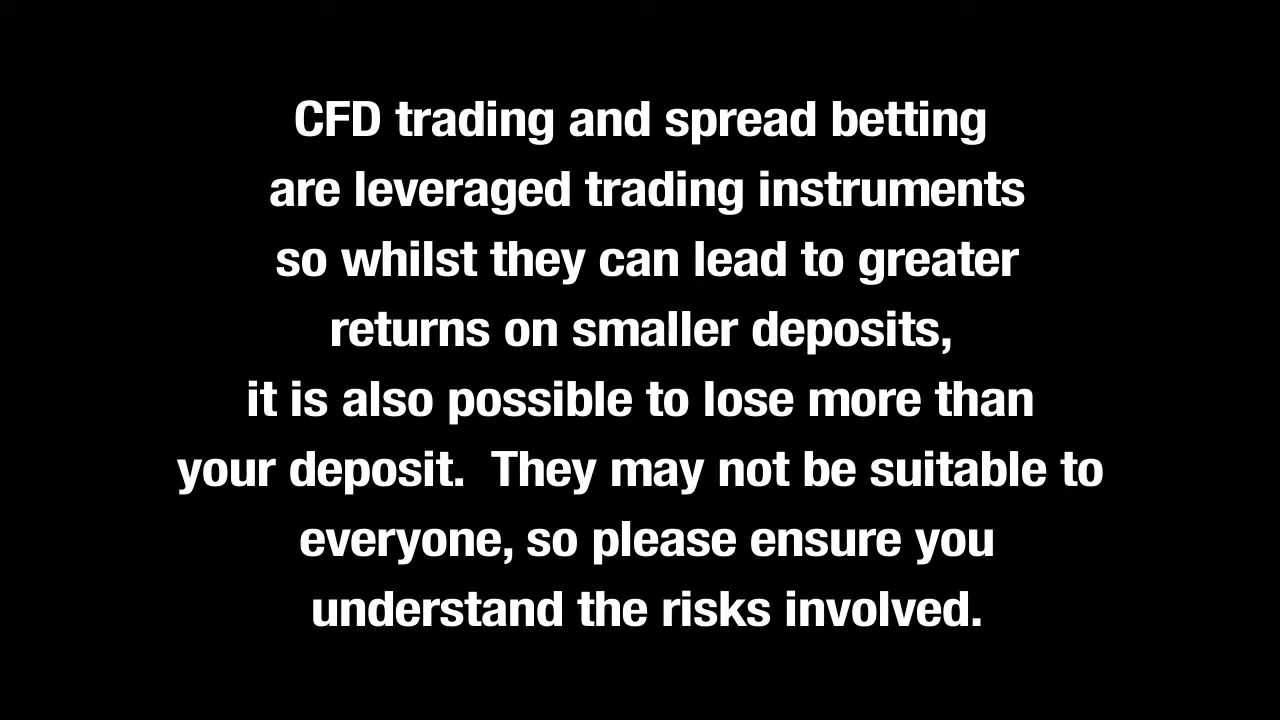 CFD trading and spread betting
are leveraged trading instruments
so whilst they can lead to greater
returns on smaller deposits,
it is also possible to lose more than
your deposit.  They may not be suitable to
everyone, so please ensure you
understand the risks involved.